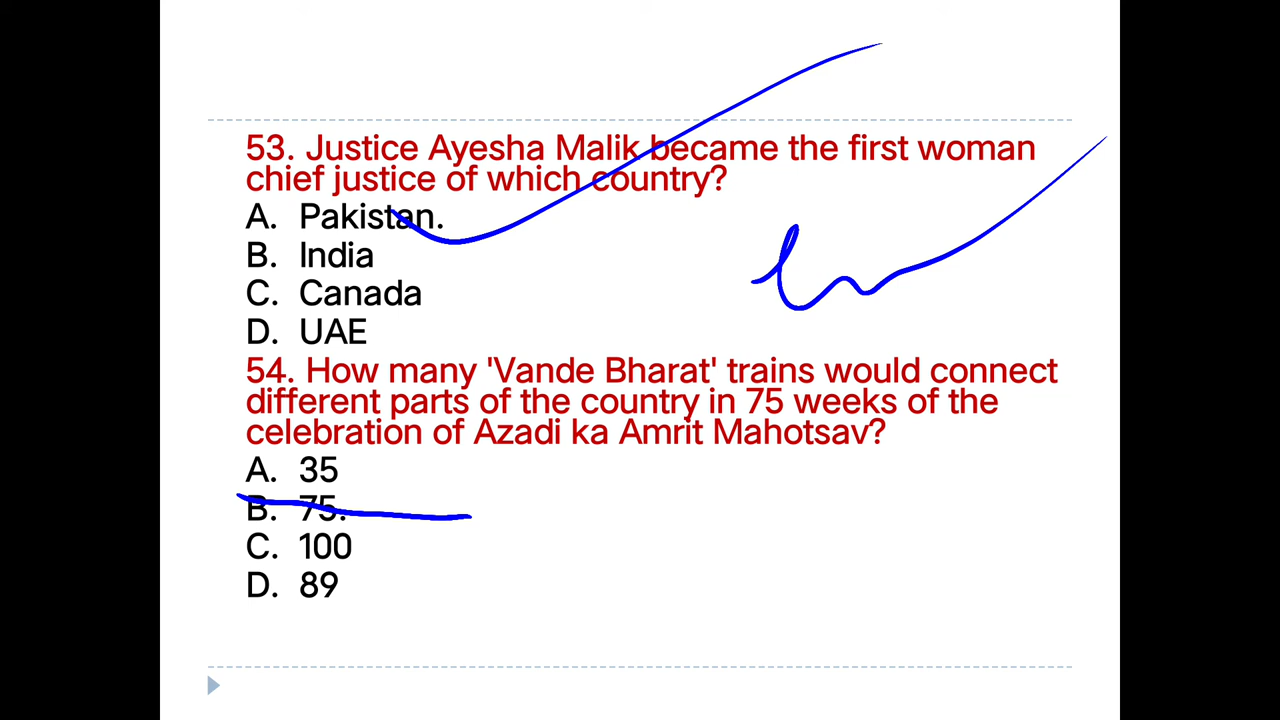 53. Justice Ayesha Malik became the first woman
chief justice of which country?
A. Pakistan.
B. India
C. Canada
D. UAE
54. How many 'Vande Bharat' trains would connect
different parts of the country in 75 weeks of the
celebration of Azadi ka Amrit Mahotsav?
A. 35
B. 75.
C. 100
D. 89